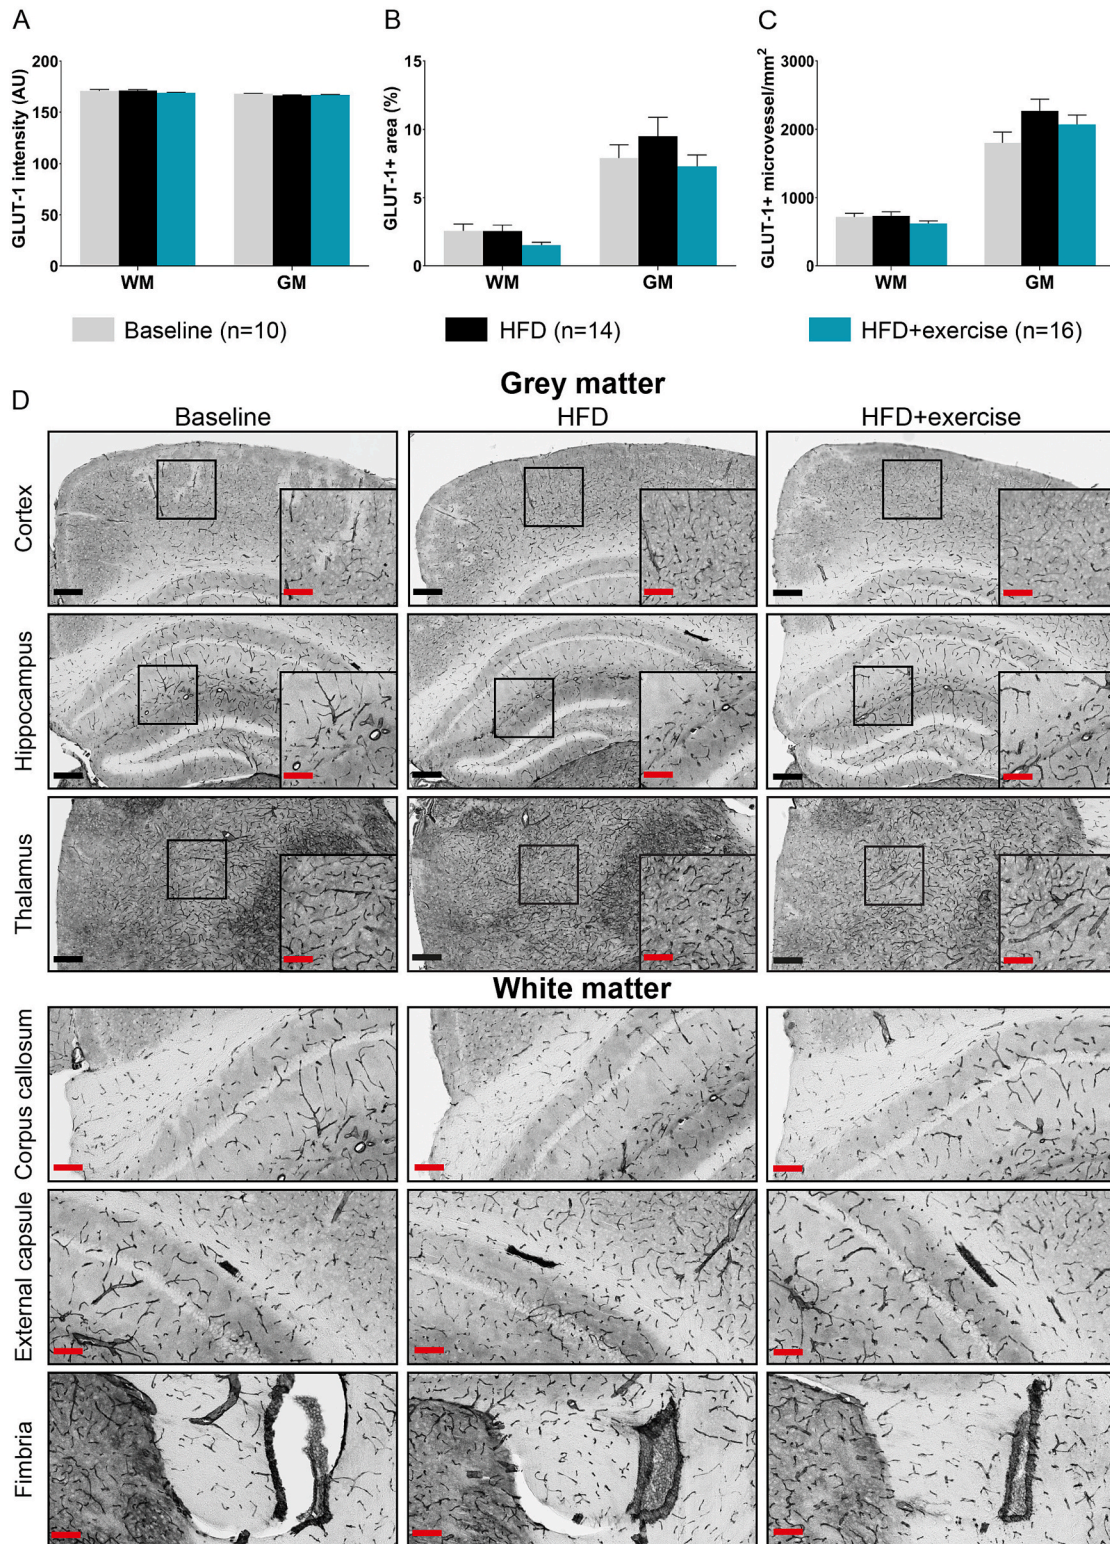 A
B
C
GLUT-1 intensity (AU)
200
150
100
50
0
WM
GM
GLUT-1+ area (%)
15
10
5
0
WM
GM
GLUT-1+ microvessel/mm²
3000
2000
1000
0
WM
GM
Baseline (n=10)
HFD (n=14)
HFD+exercise (n=16)
D
Grey matter
Baseline
HFD
HFD+exercise
Cortex
Hippocampus
Thalamus
White matter
Corpus callosum
External capsule
Fimbria